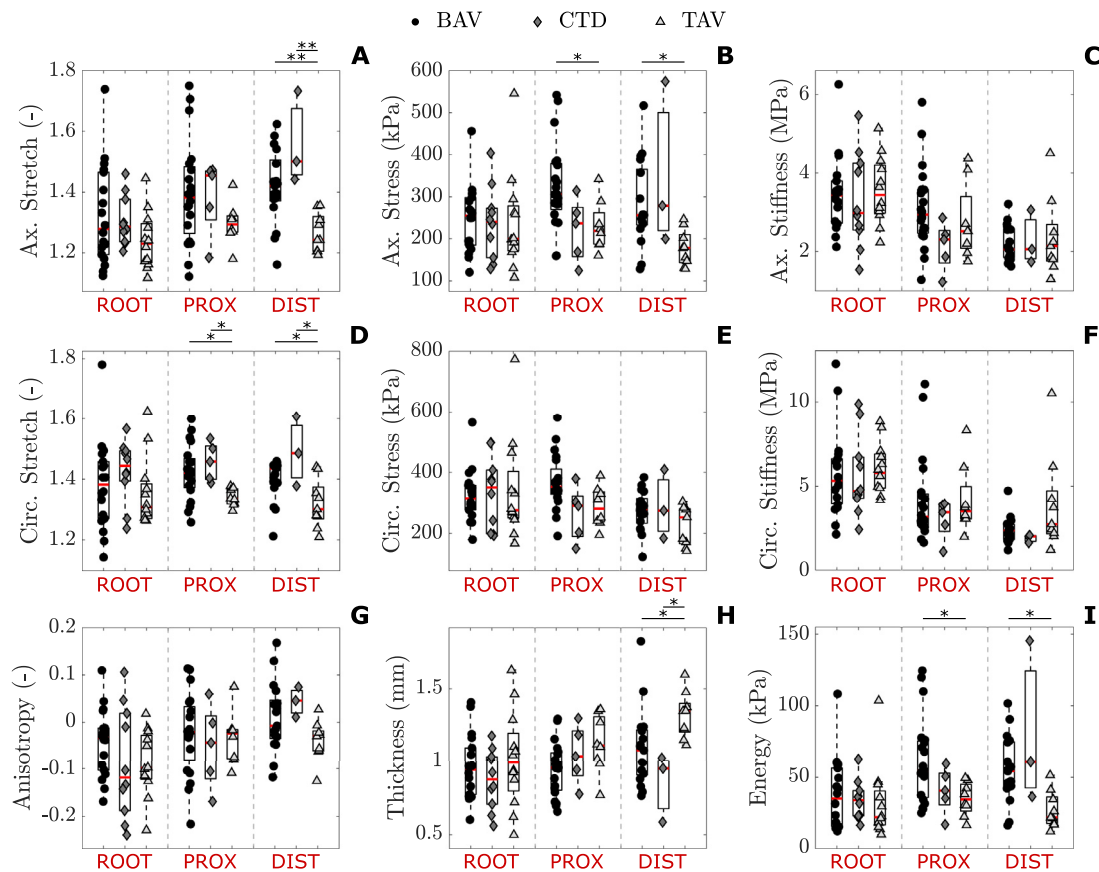 BAV CTD TAV
** ** A
Ax. Stretch (-)
1.8
1.6
1.4
1.2
ROOT PROX DIST
* * B
Ax. Stress (kPa)
600
500
400
300
200
100
ROOT PROX DIST
C
Ax. Stiffness (MPa)
6
4
2
ROOT PROX DIST
* * * * D
Circ. Stretch (-)
1.8
1.6
1.4
1.2
ROOT PROX DIST
E
Circ. Stress (kPa)
800
600
400
200
ROOT PROX DIST
F
Circ. Stiffness (MPa)
10
5
0
ROOT PROX DIST
G
Anisotropy (-)
0.2
0.1
0
-0.1
-0.2
ROOT PROX DIST
* * H
Thickness (mm)
1.5
1
0.5
ROOT PROX DIST
* * I
Energy (kPa)
150
100
50
0
ROOT PROX DIST